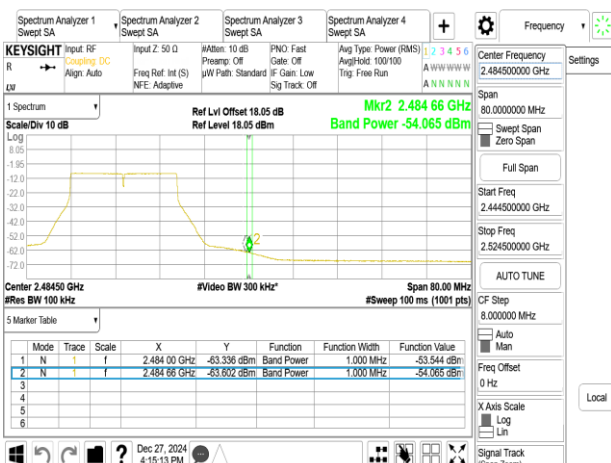 Spectrum Analyzer 1
Swept SA
Spectrum Analyzer 2
Swept SA
Spectrum Analyzer 3
Swept SA
Spectrum Analyzer 4
Swept SA
+
Frequency
KEYSIGHT
R
Input: RF
Coupling: DC
Align: Auto
Input Z: 50 Ω
Freq Ref: Int (S)
NFE: Adaptive
#Atten: 10 dB
Preamp: Off
µW Path: Standard
PNO: Fast
Gate: Off
IF Gain: Low
Sig Track: Off
Avg Type: Power (RMS)
Avg|Hold: 100/100
Trig: Free Run
1 2 3 4 5 6
A W W W W W
A N N N N N
1 Spectrum
Scale/Div 10 dB
Log
Ref Lvl Offset 18.05 dB
Ref Level 18.05 dBm
Mkr2 2.484 66 GHz
Band Power -54.065 dBm
8.05
-1.95
-12.0
-22.0
-32.0
-42.0
-52.0
-62.0
-72.0
2
Center 2.48450 GHz
#Res BW 100 kHz
#Video BW 300 kHz*
Span 80.00 MHz
#Sweep 100 ms (1001 pts)
5 Marker Table
Mode Trace Scale X Y Function Function Width Function Value
1 N 1 f 2.484 00 GHz -63.336 dBm Band Power 1.000 MHz -53.544 dBm
2 N 1 f 2.484 66 GHz -63.602 dBm Band Power 1.000 MHz -54.065 dBm
3
4
5
6
?
Dec 27, 2024
4:15:13 PM
Center Frequency
2.484500000 GHz
Span
80.0000000 MHz
Swept Span
Zero Span
Full Span
Start Freq
2.444500000 GHz
Stop Freq
2.524500000 GHz
AUTO TUNE
CF Step
8.000000 MHz
Auto
Man
Freq Offset
0 Hz
X Axis Scale
Log
Lin
Signal Track
Settings
Local